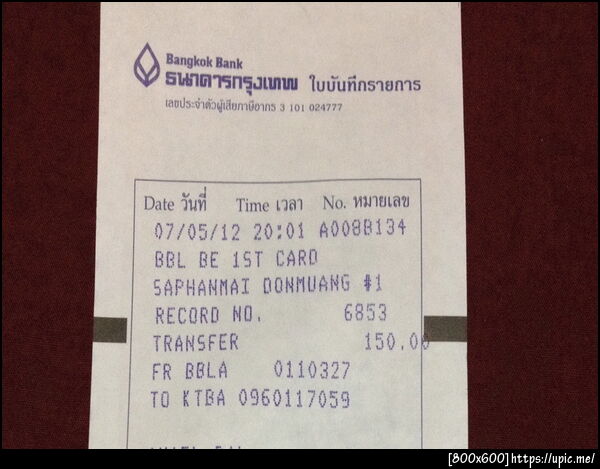 Bangkok Bank
ธนาคารกรุงเทพ ใบบันทึกรายการ
เลขประจำตัวผู้เสียภาษีอากร 3 101 024777
Date วันที่ Time เวลา No. หมายเลข
07/05/12 20:01 A008B134
BBL BE 1ST CARD
SAPHANMAI DONMUANG #1
RECORD NO. 6853
TRANSFER 150.00
FR BBLA 0110327
TO KTBA 0960117059
[800x600]https://upic.me/